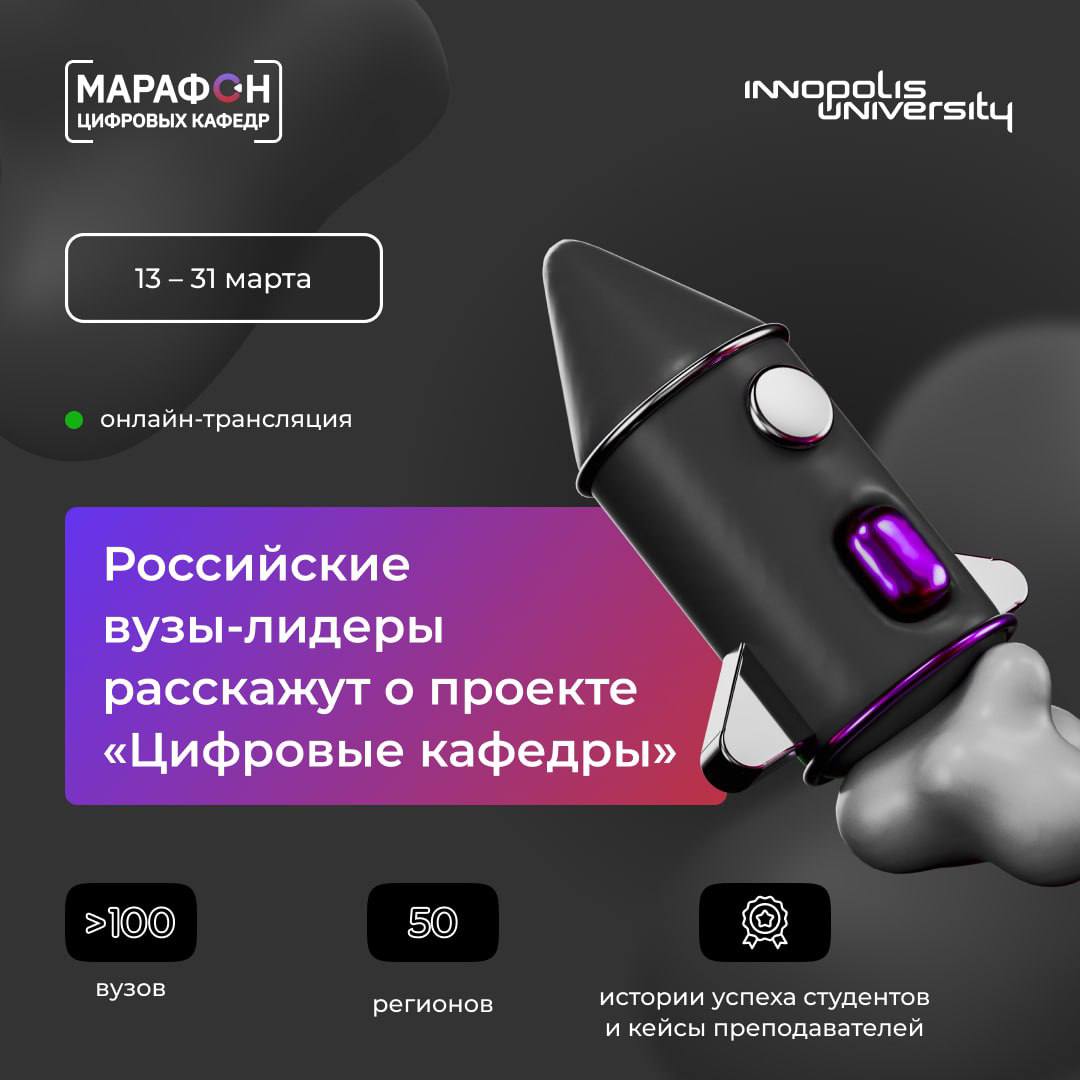 МАРАФОН
ЦИФРОВЫХ КАФЕДР
INNOPOLIS
UNIVERSITY
13 – 31 марта
онлайн-трансляция
Российские
вузы-лидеры
расскажут о проекте
«Цифровые кафедры»
>100
вузов
50
регионов
истории успеха студентов
и кейсы преподавателей